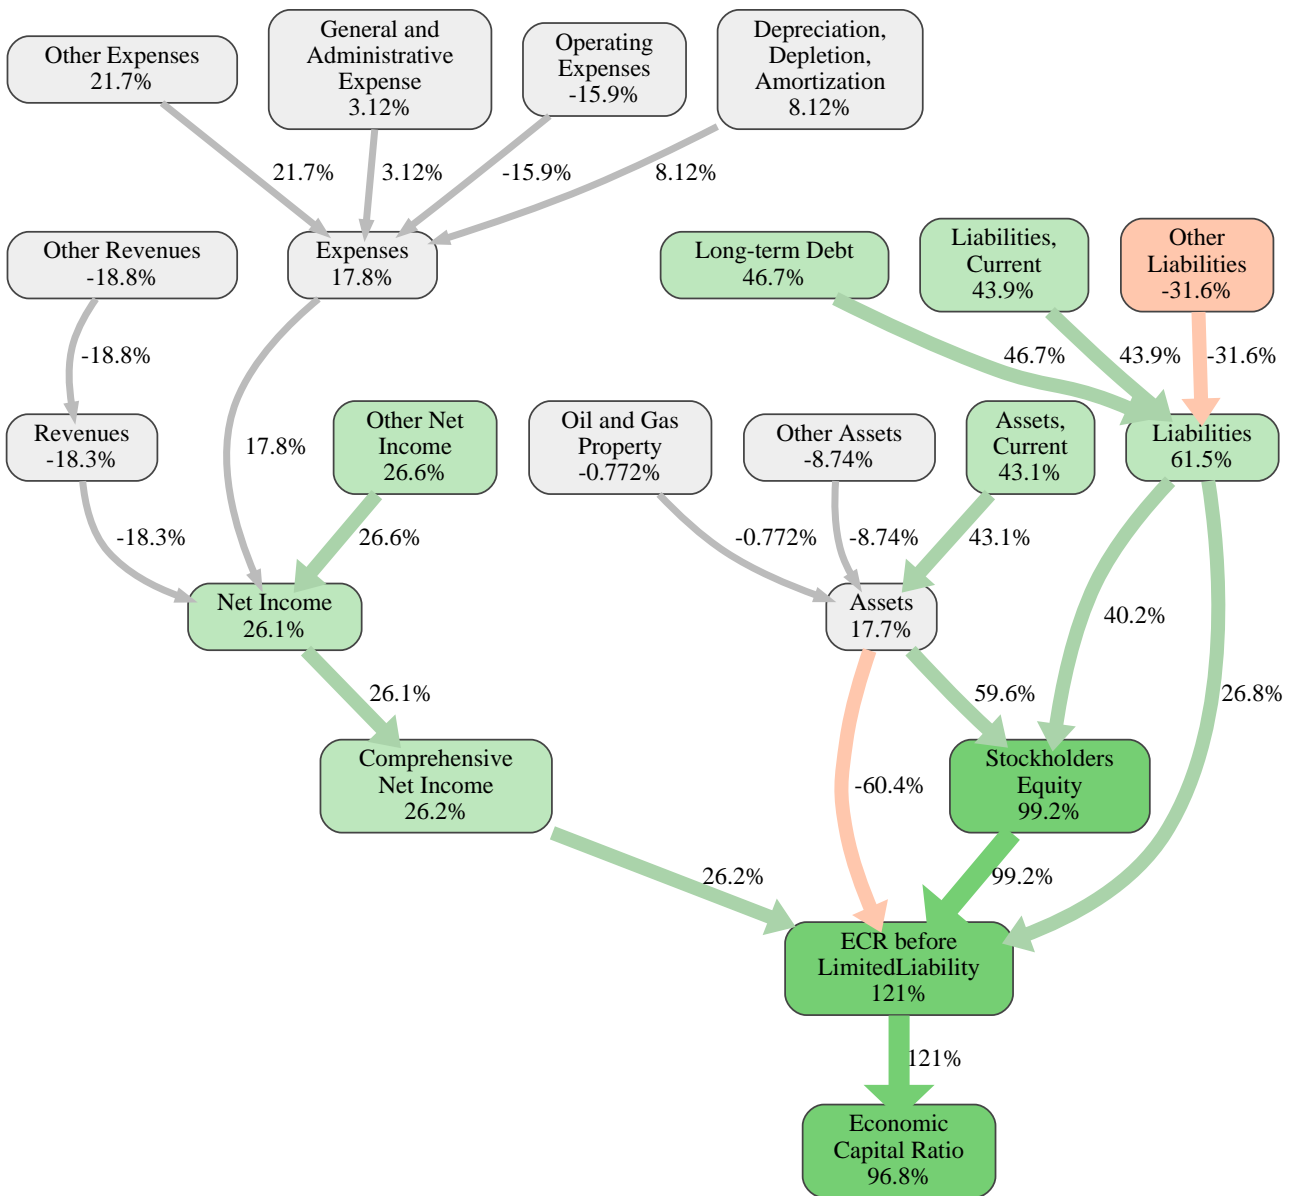 Other Expenses
21.7%
General and
Administrative
Expense
3.12%
Operating
Expenses
-15.9%
Depreciation,
Depletion,
Amortization
8.12%
21.7%
3.12%
-15.9%
8.12%
Other Revenues
-18.8%
Expenses
17.8%
Long-term Debt
46.7%
Liabilities,
Current
43.9%
Other
Liabilities
-31.6%
-18.8%
46.7%
43.9%
-31.6%
Revenues
-18.3%
17.8%
Other Net
Income
26.6%
Oil and Gas
Property
-0.772%
Other Assets
-8.74%
Assets,
Current
43.1%
Liabilities
61.5%
-18.3%
26.6%
-0.772%
-8.74%
43.1%
Net Income
26.1%
Assets
17.7%
40.2%
26.1%
59.6%
26.8%
Comprehensive
Net Income
26.2%
-60.4%
Stockholders
Equity
99.2%
26.2%
99.2%
ECR before
LimitedLiability
121%
121%
Economic
Capital Ratio
96.8%